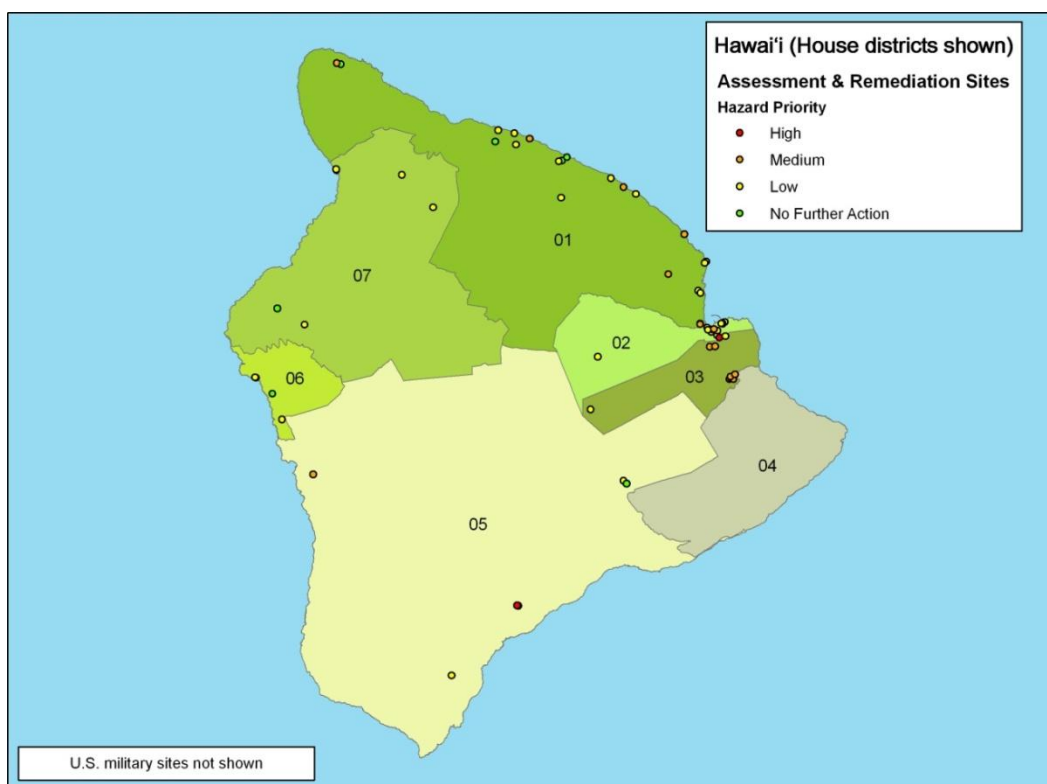 Hawai‘i (House districts shown)
Assessment & Remediation Sites
Hazard Priority
High
Medium
Low
No Further Action
01
07
02
06
03
04
05
U.S. military sites not shown